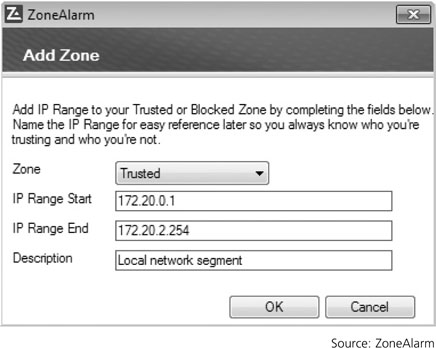 ZoneAlarm
Add Zone
Add IP Range to your Trusted or Blocked Zone by completing the fields below.
Name the IP Range for easy reference later so you always know who you're
trusting and who you're not.
Zone Trusted
IP Range Start 172.20.0.1
IP Range End 172.20.2.254
Description Local network segment
OK Cancel
Source: ZoneAlarm